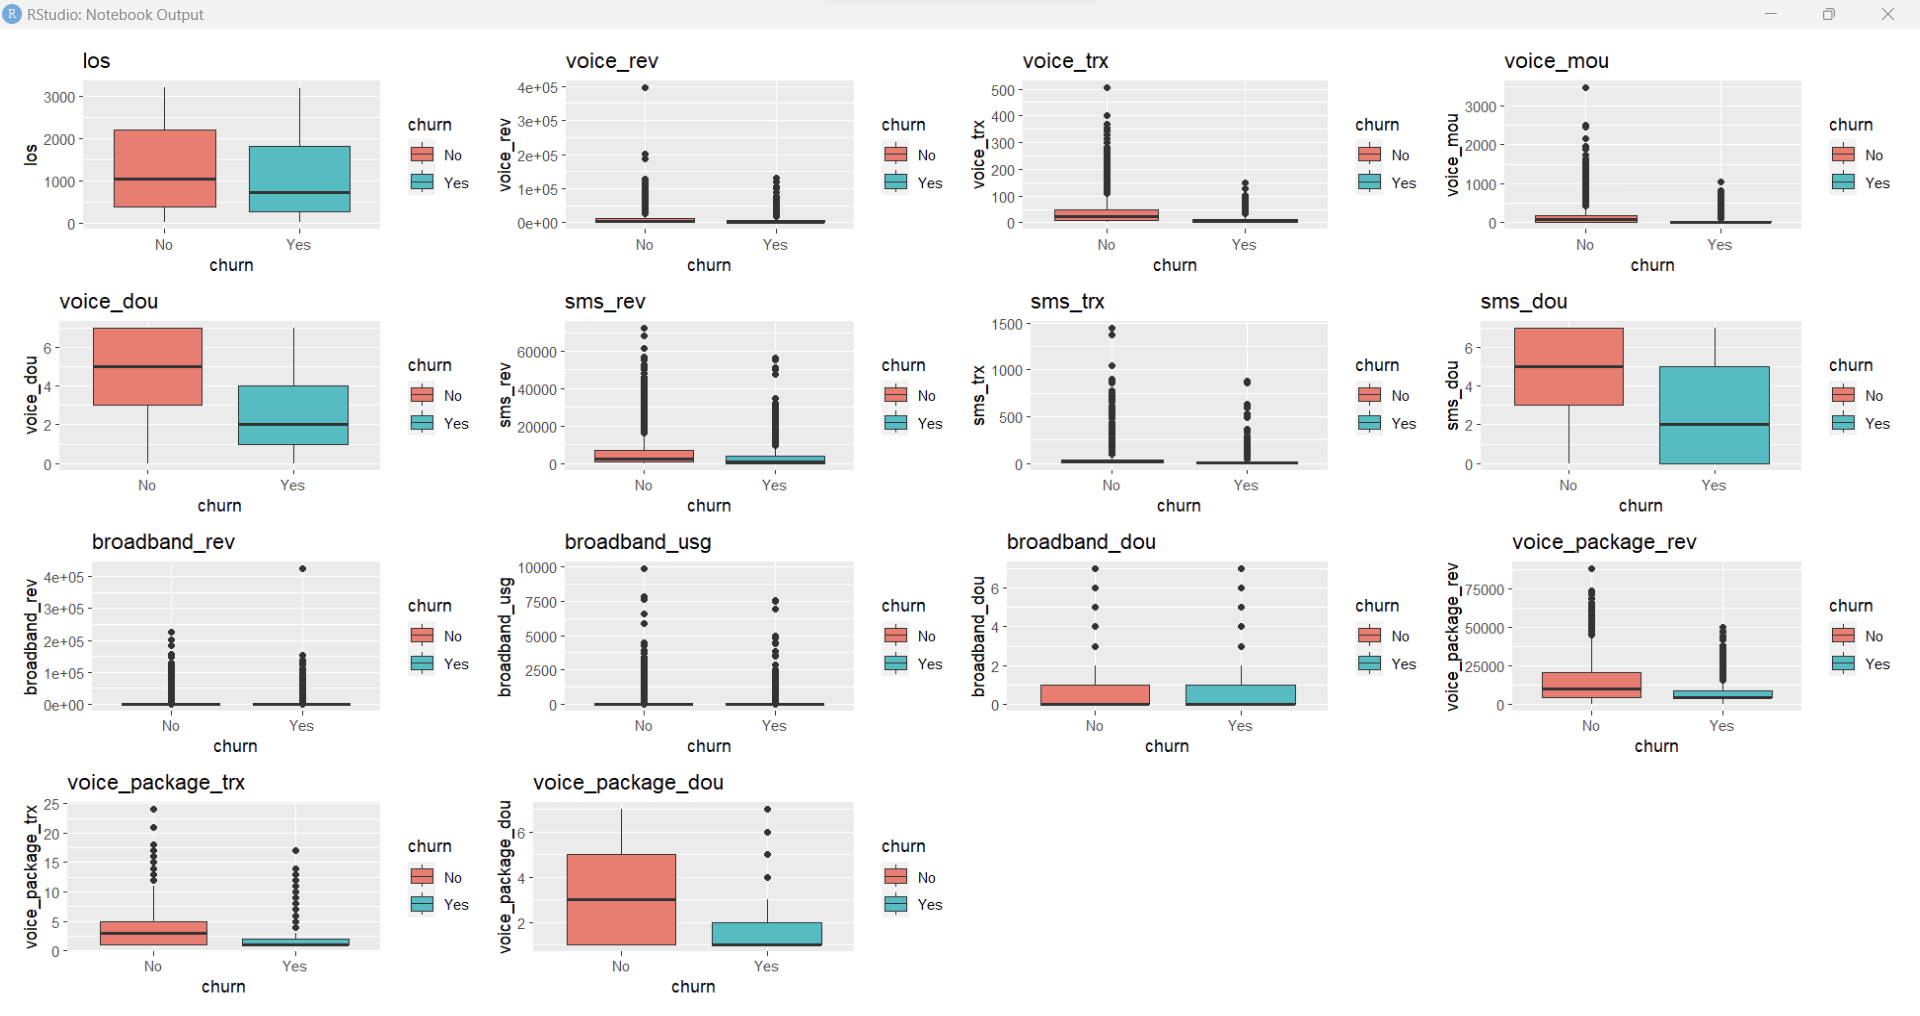 R RStudio: Notebook Output
los
los
3000
2000
1000
0
No
Yes
churn
churn
No
Yes
voice_rev
voice_rev
4e+05
3e+05
2e+05
1e+05
0e+00
No
Yes
churn
churn
No
Yes
voice_trx
voice_trx
500
400
300
200
100
0
No
Yes
churn
churn
No
Yes
voice_mou
voice_mou
3000
2000
1000
0
No
Yes
churn
churn
No
Yes
voice_dou
voice_dou
6
4
2
0
No
Yes
churn
churn
No
Yes
sms_rev
sms_rev
60000
40000
20000
0
No
Yes
churn
churn
No
Yes
sms_trx
sms_trx
1500
1000
500
0
No
Yes
churn
churn
No
Yes
sms_dou
sms_dou
6
4
2
0
No
Yes
churn
churn
No
Yes
broadband_rev
broadband_rev
4e+05
3e+05
2e+05
1e+05
0e+00
No
Yes
churn
churn
No
Yes
broadband_usg
broadband_usg
10000
7500
5000
2500
0
No
Yes
churn
churn
No
Yes
broadband_dou
broadband_dou
6
4
2
0
No
Yes
churn
churn
No
Yes
voice_package_rev
voice_package_rev
75000
50000
25000
0
No
Yes
churn
churn
No
Yes
voice_package_trx
voice_package_trx
25
20
15
10
5
0
No
Yes
churn
churn
No
Yes
voice_package_dou
voice_package_dou
6
4
2
No
Yes
churn
churn
No
Yes